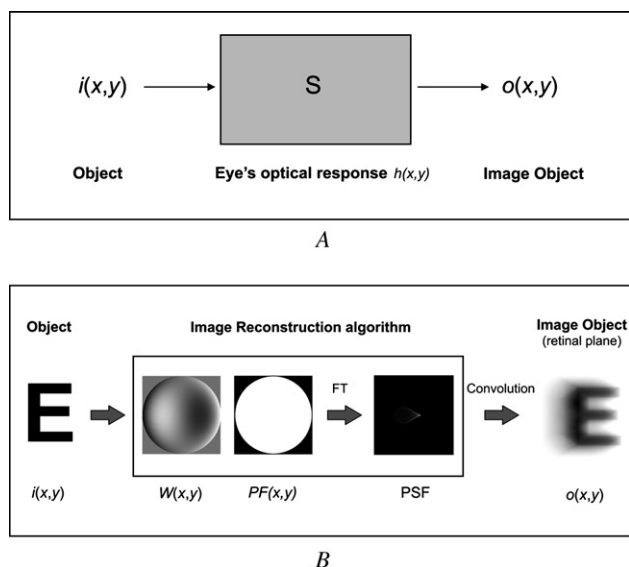 i(x,y) S o(x,y)
Object Eye's optical response h(x,y) Image Object
A
Object Image Reconstruction algorithm Image Object
(retinal plane)
FT Convolution
E E
i(x,y) W(x,y) PF(x,y) PSF o(x,y)
B